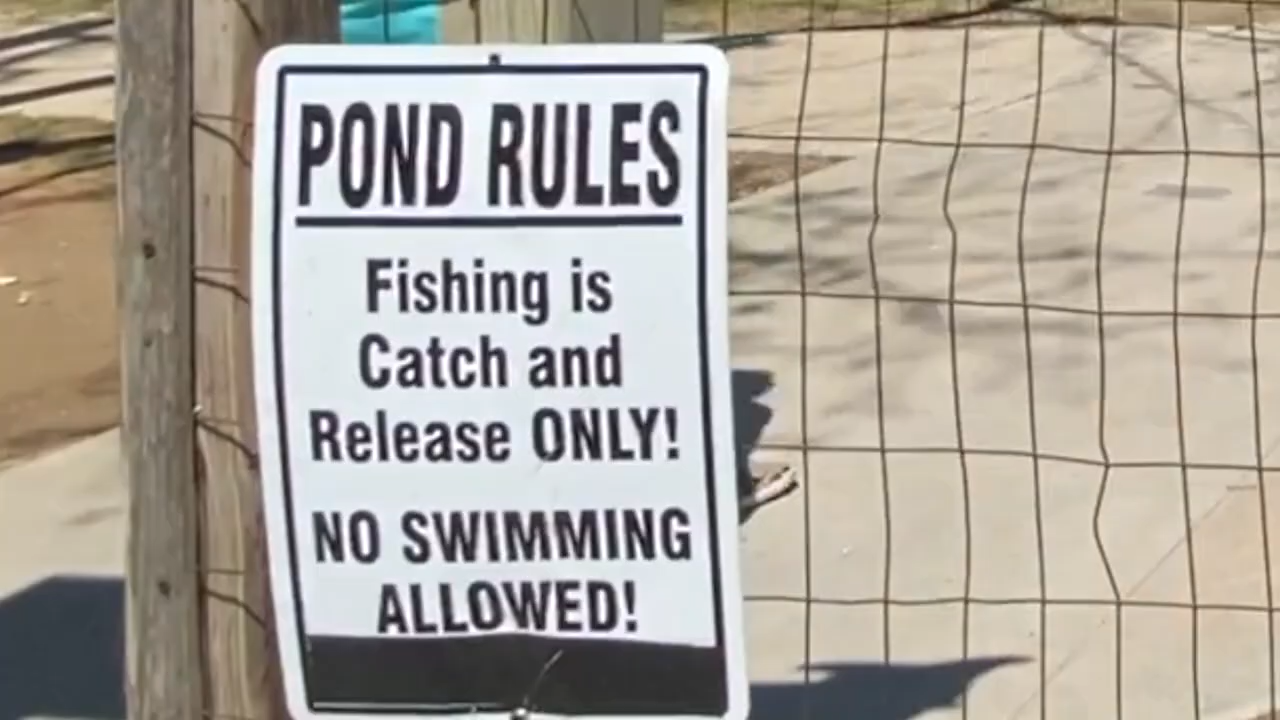 POND RULES
Fishing is
Catch and
Release ONLY!
NO SWIMMING
ALLOWED!